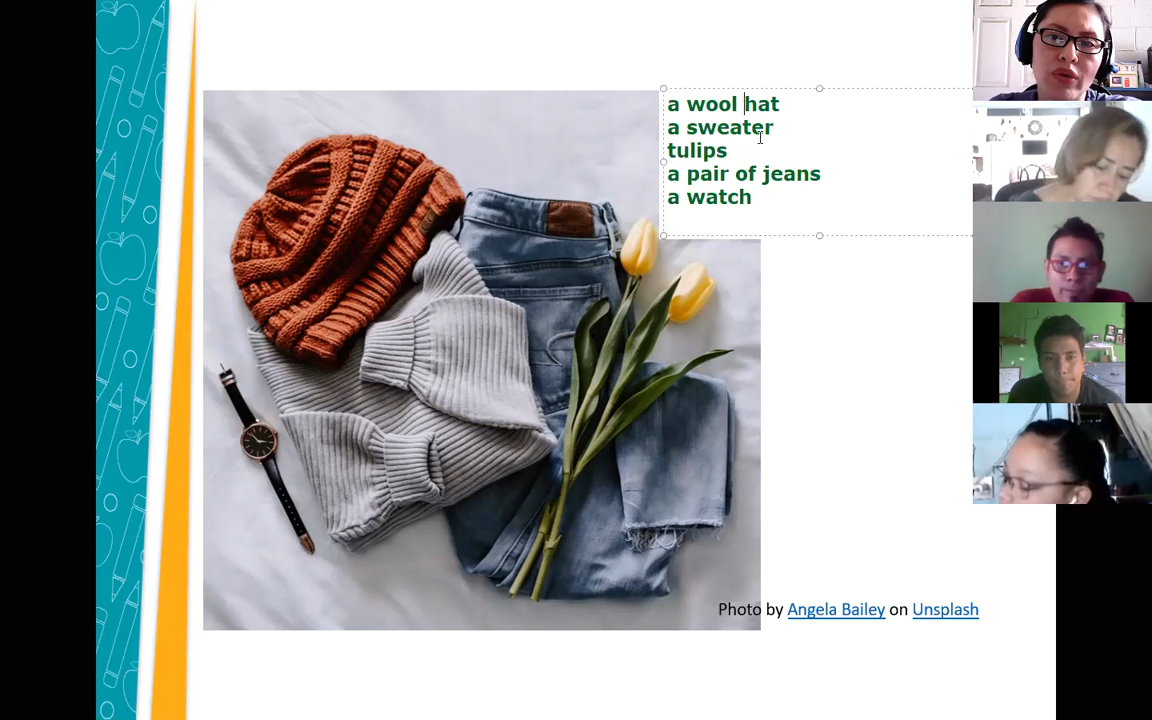 a wool hat
a sweater
tulips
a pair of jeans
a watch
Photo by Angela Bailey on Unsplash